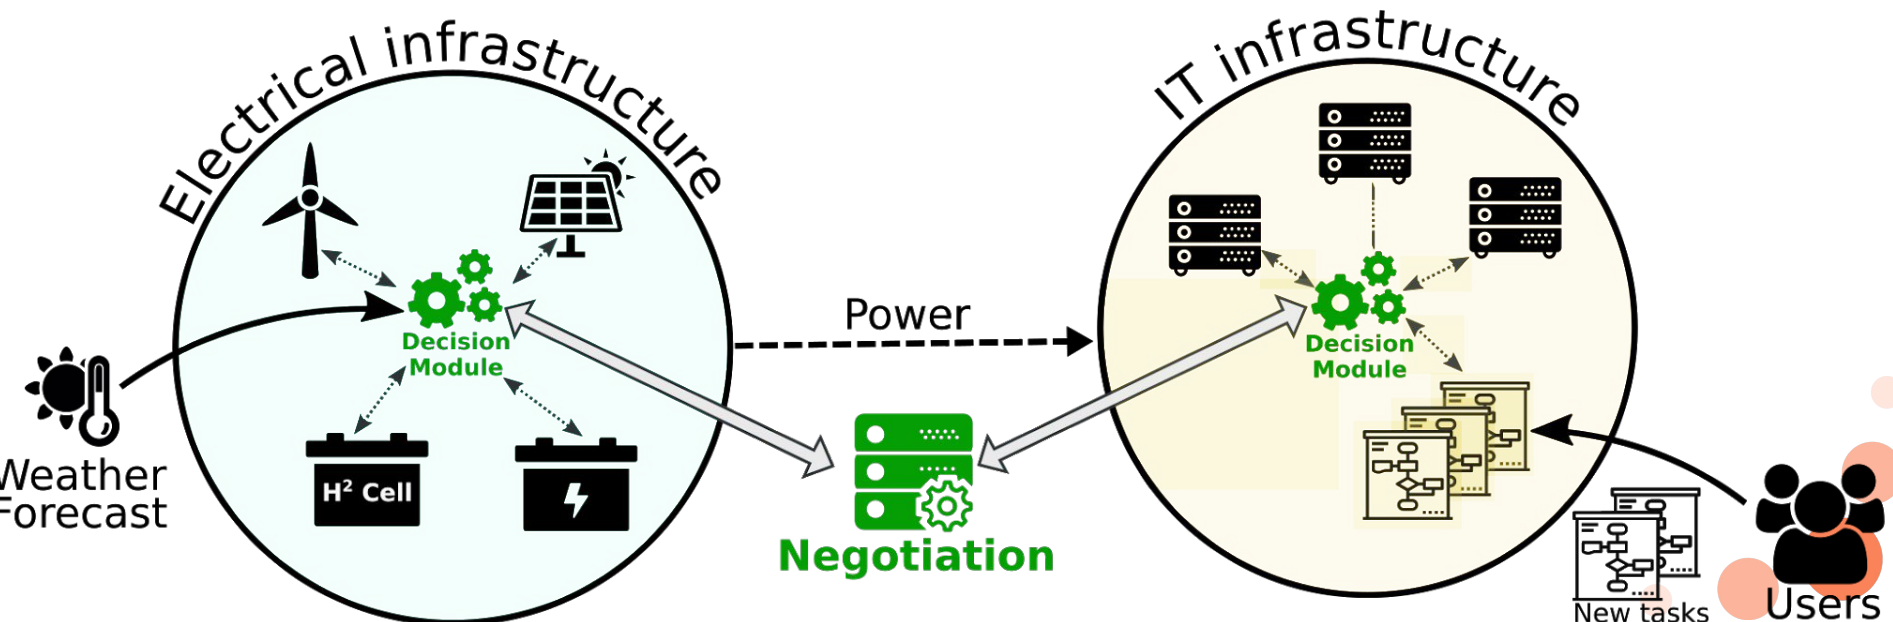 Electrical infrastructure
IT infrastructure
Decision
Module
Power
Decision
Module
Weather
Forecast
H² Cell
Negotiation
New tasks
Users